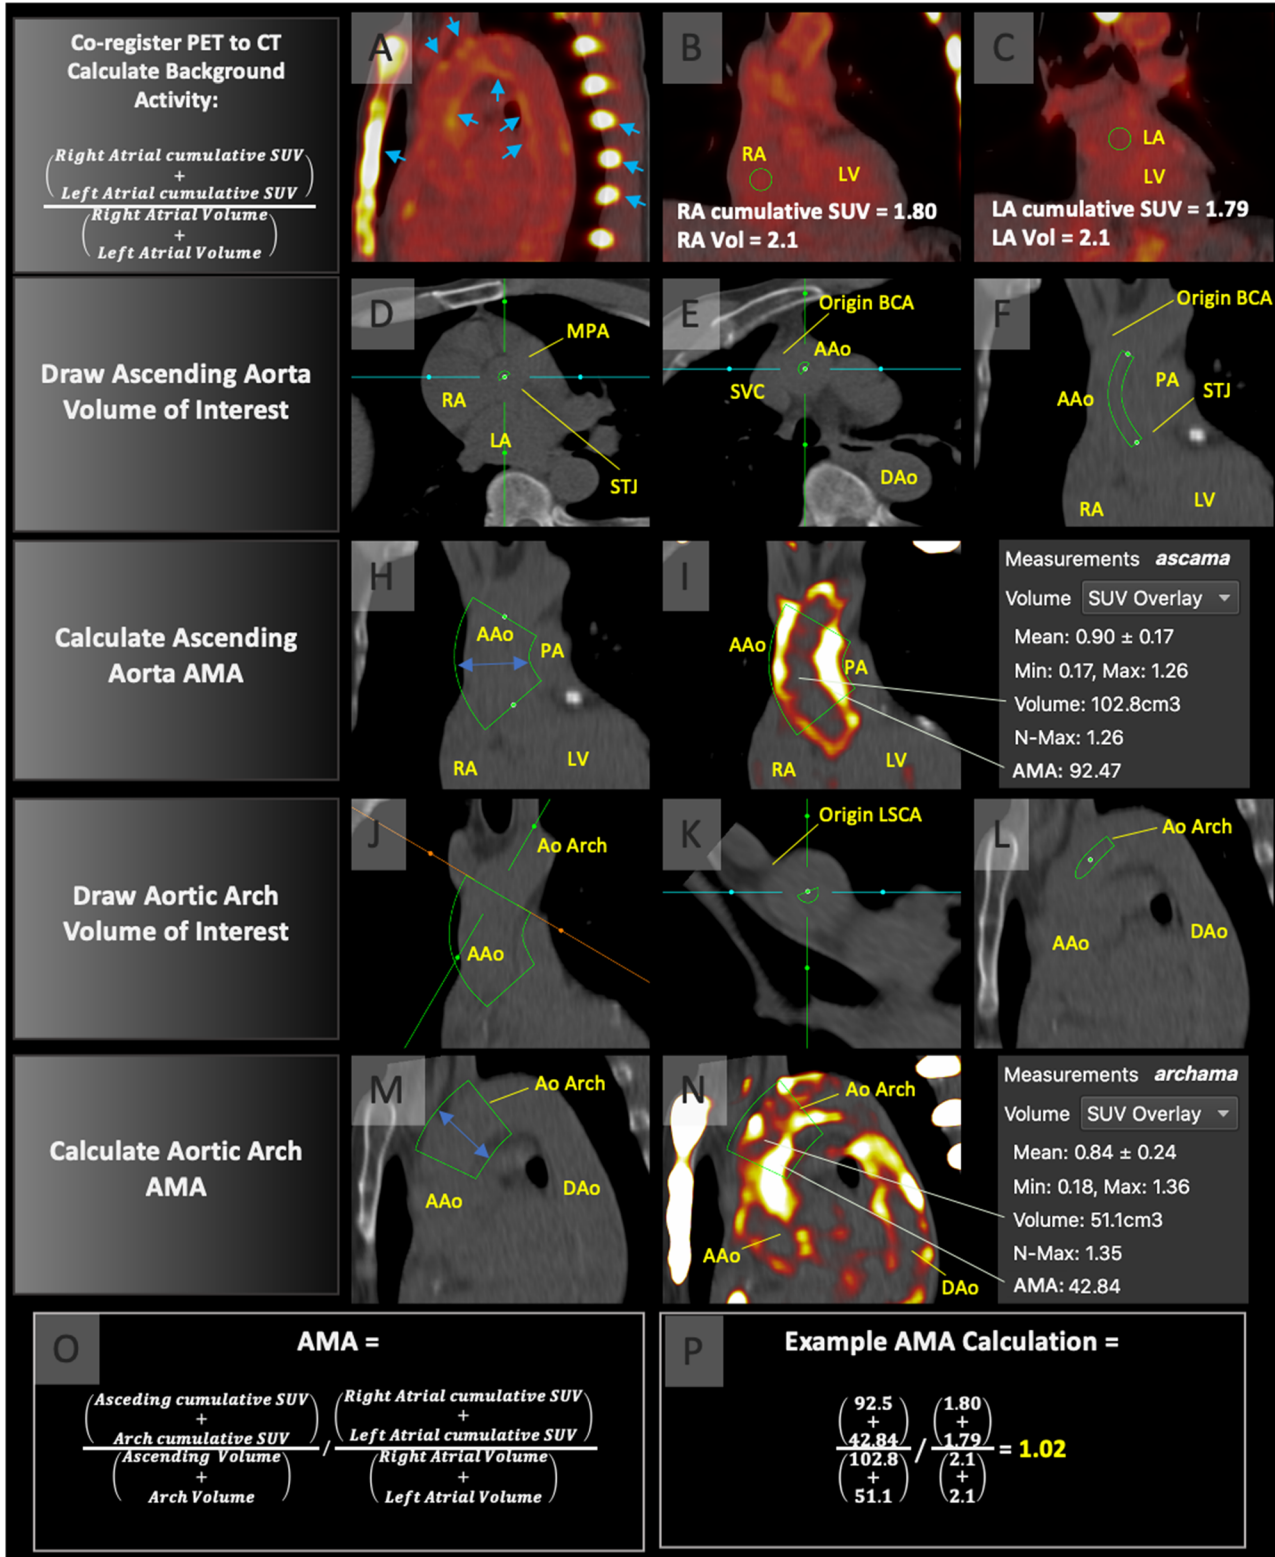 Co-register PET to CT
Calculate Background
Activity:
Right Atrial cumulative SUV
+
Left Atrial cumulative SUV
Right Atrial Volume
+
Left Atrial Volume
A
B
RA
LV
RA cumulative SUV = 1.80
RA Vol = 2.1
C
LA
LV
LA cumulative SUV = 1.79
LA Vol = 2.1
Draw Ascending Aorta
Volume of Interest
D
MPA
RA
LA
STJ
E
Origin BCA
AAo
SVC
DAo
F
Origin BCA
PA
AAo
STJ
RA
LV
Calculate Ascending
Aorta AMA
H
AAo
PA
RA
LV
I
AAo
PA
RA
LV
Measurements ascama
Volume SUV Overlay
Mean: 0.90 ± 0.17
Min: 0.17, Max: 1.26
Volume: 102.8cm3
N-Max: 1.26
AMA: 92.47
Draw Aortic Arch
Volume of Interest
J
Ao Arch
AAo
K
Origin LSCA
L
Ao Arch
AAo
DAo
Calculate Aortic Arch
AMA
M
Ao Arch
AAo
DAo
N
Ao Arch
AAo
DAo
Measurements archama
Volume SUV Overlay
Mean: 0.84 ± 0.24
Min: 0.18, Max: 1.36
Volume: 51.1cm3
N-Max: 1.35
AMA: 42.84
O
AMA =
(Asceding cumulative SUV
+
Arch cumulative SUV)
(Ascending Volume
+
Arch Volume)
/
(Right Atrial cumulative SUV
+
Left Atrial cumulative SUV)
(Right Atrial Volume
+
Left Atrial Volume)
P
Example AMA Calculation =
(92.5
+
42.84)
(102.8
+
51.1)
/
(1.80
+
1.79)
(2.1
+
2.1)
= 1.02